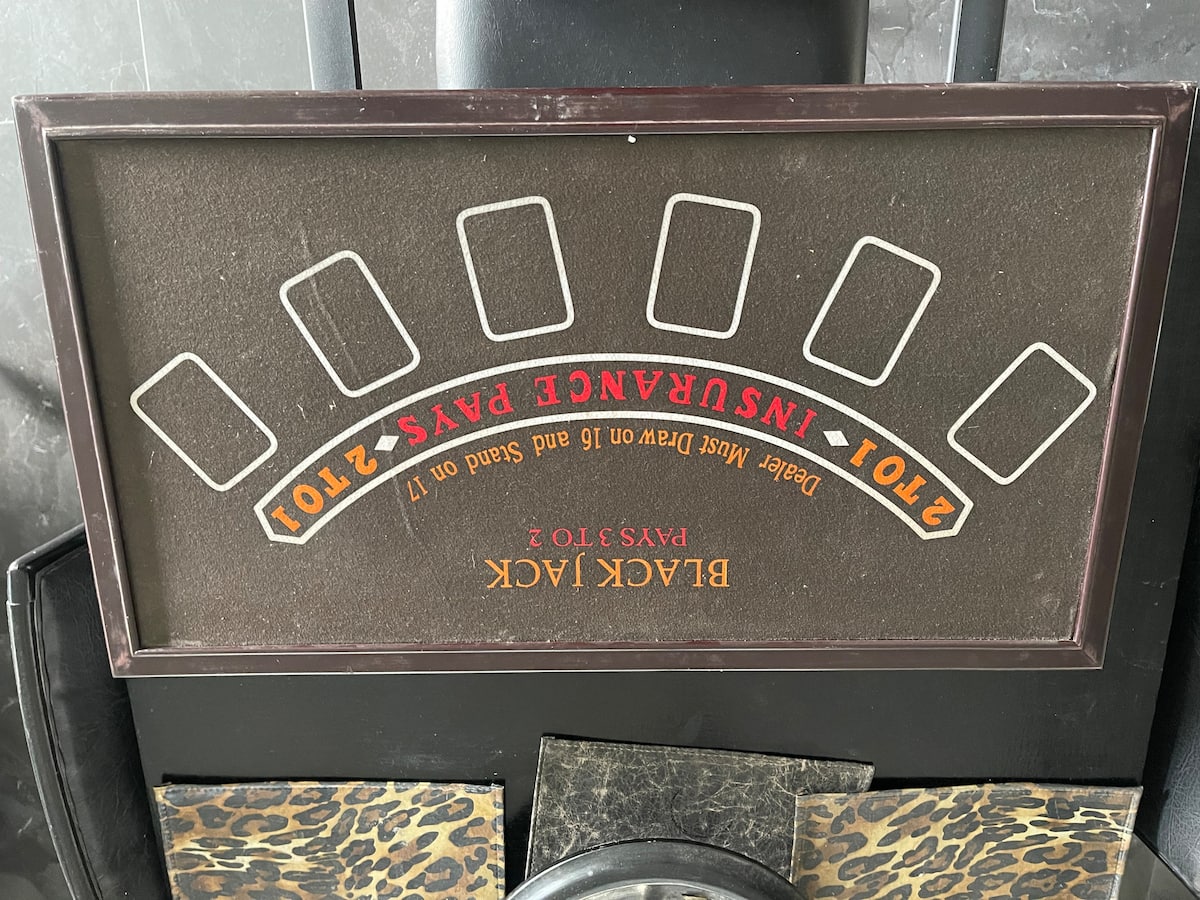 BLACK JACK
PAYS 3 TO 2
Dealer Must Draw on 16 and Stand on 17
2 TO 1 INSURANCE PAYS 2 TO 1